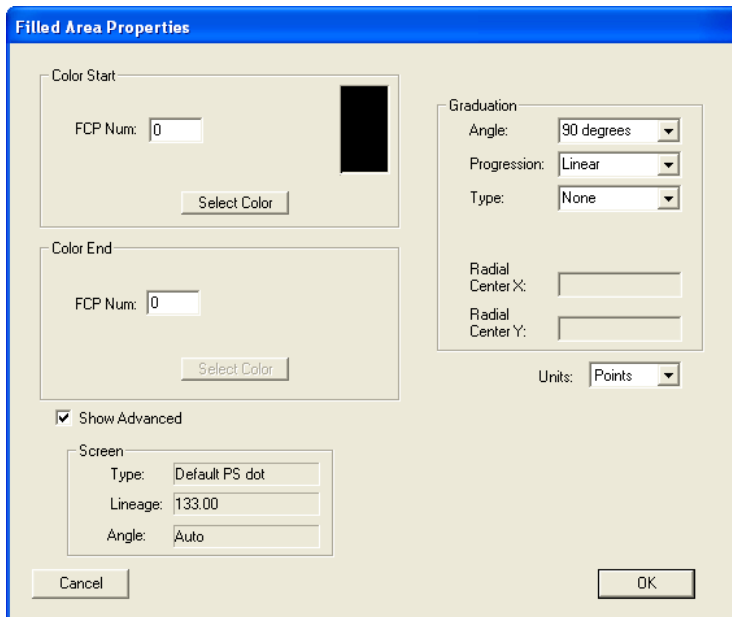 Filled Area Properties
Color Start
FCP Num: 0
Select Color
Color End
FCP Num: 0
Select Color
Show Advanced
Screen
Type: Default PS dot
Lineage: 133.00
Angle: Auto
Graduation
Angle: 90 degrees
Progression: Linear
Type: None
Radial
Center X:
Radial
Center Y:
Units: Points
Cancel
OK